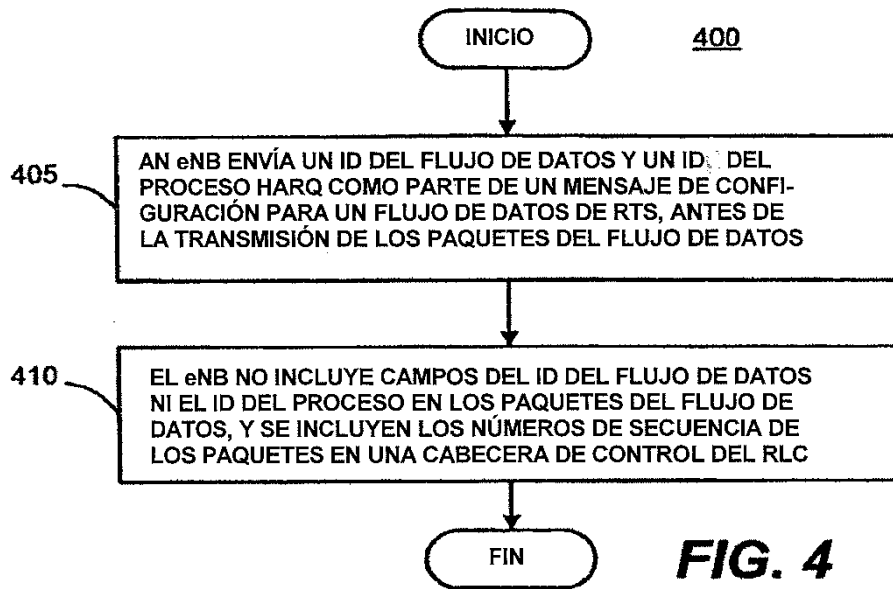 INICIO
400
405
AN eNB ENVÍA UN ID DEL FLUJO DE DATOS Y UN ID DEL
PROCESO HARQ COMO PARTE DE UN MENSAJE DE CONFI-
GURACIÓN PARA UN FLUJO DE DATOS DE RTS, ANTES DE
LA TRANSMISIÓN DE LOS PAQUETES DEL FLUJO DE DATOS
410
EL eNB NO INCLUYE CAMPOS DEL ID DEL FLUJO DE DATOS
NI EL ID DEL PROCESO EN LOS PAQUETES DEL FLUJO DE
DATOS, Y SE INCLUYEN LOS NÚMEROS DE SECUENCIA DE
LOS PAQUETES EN UNA CABECERA DE CONTROL DEL RLC
FIN
FIG. 4